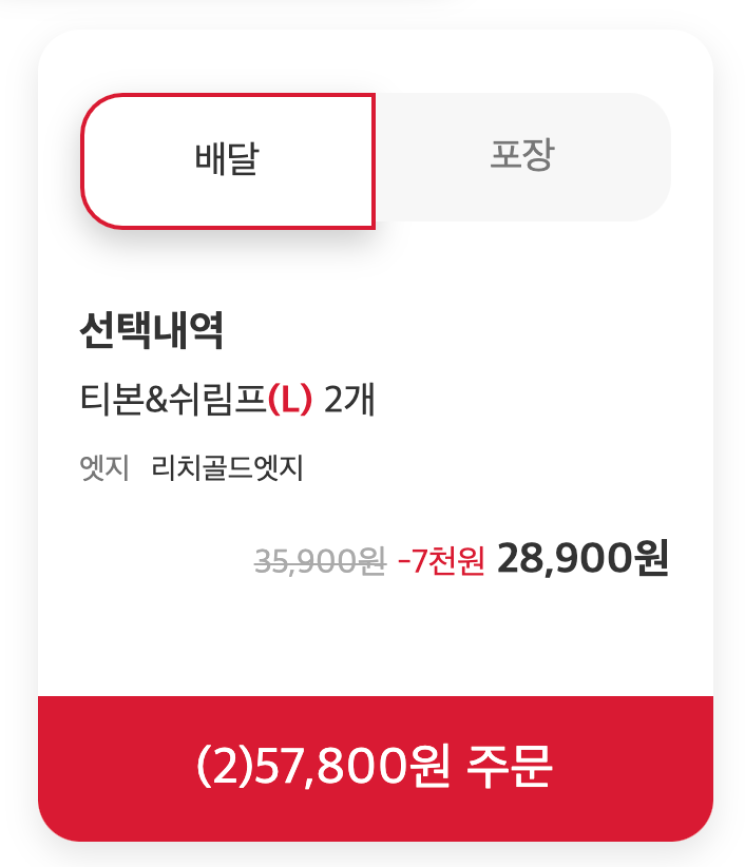 배달 포장
선택내역
티본&쉬림프(L) 2개
엣지 리치골드엣지
35,900원 -7천원 28,900원
(2)57,800원 주문